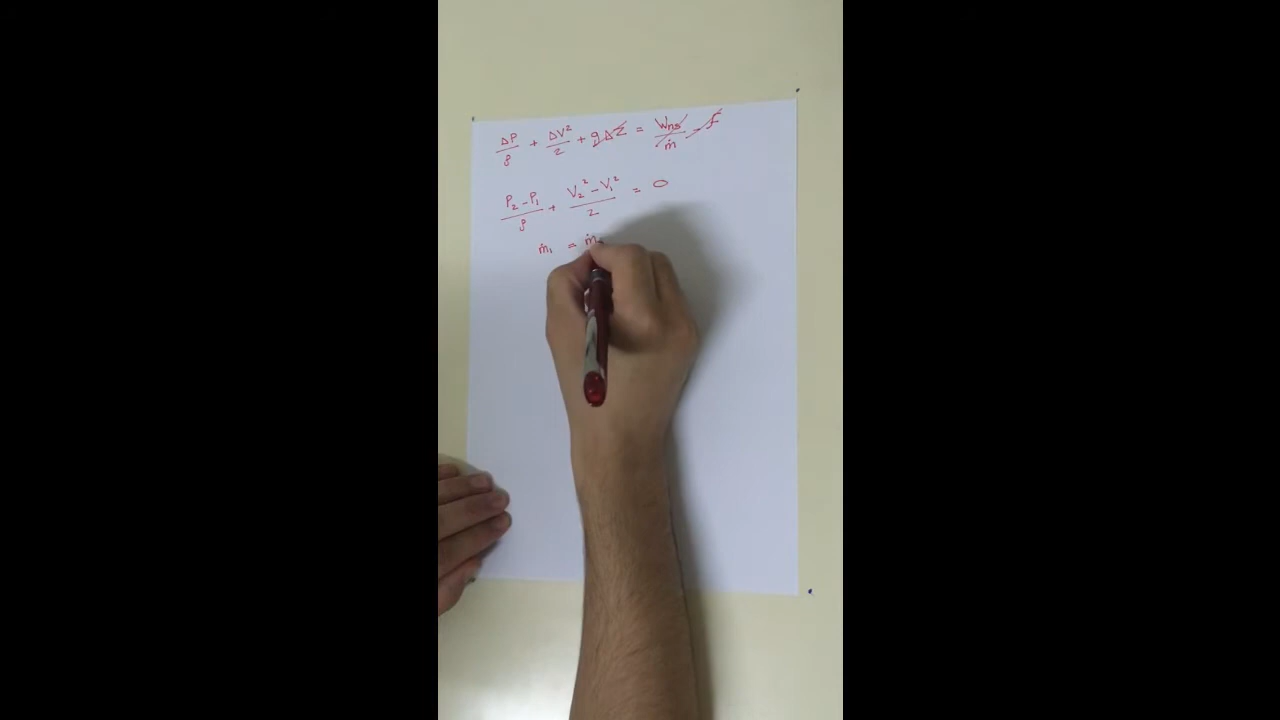 ΔP/ρ + ΔV²/2 + gΔZ = Wns/ṁ - f
P₂ - P₁/ρ + V₂² - V₁²/2 = 0
ṁ₁ = ṁ₂